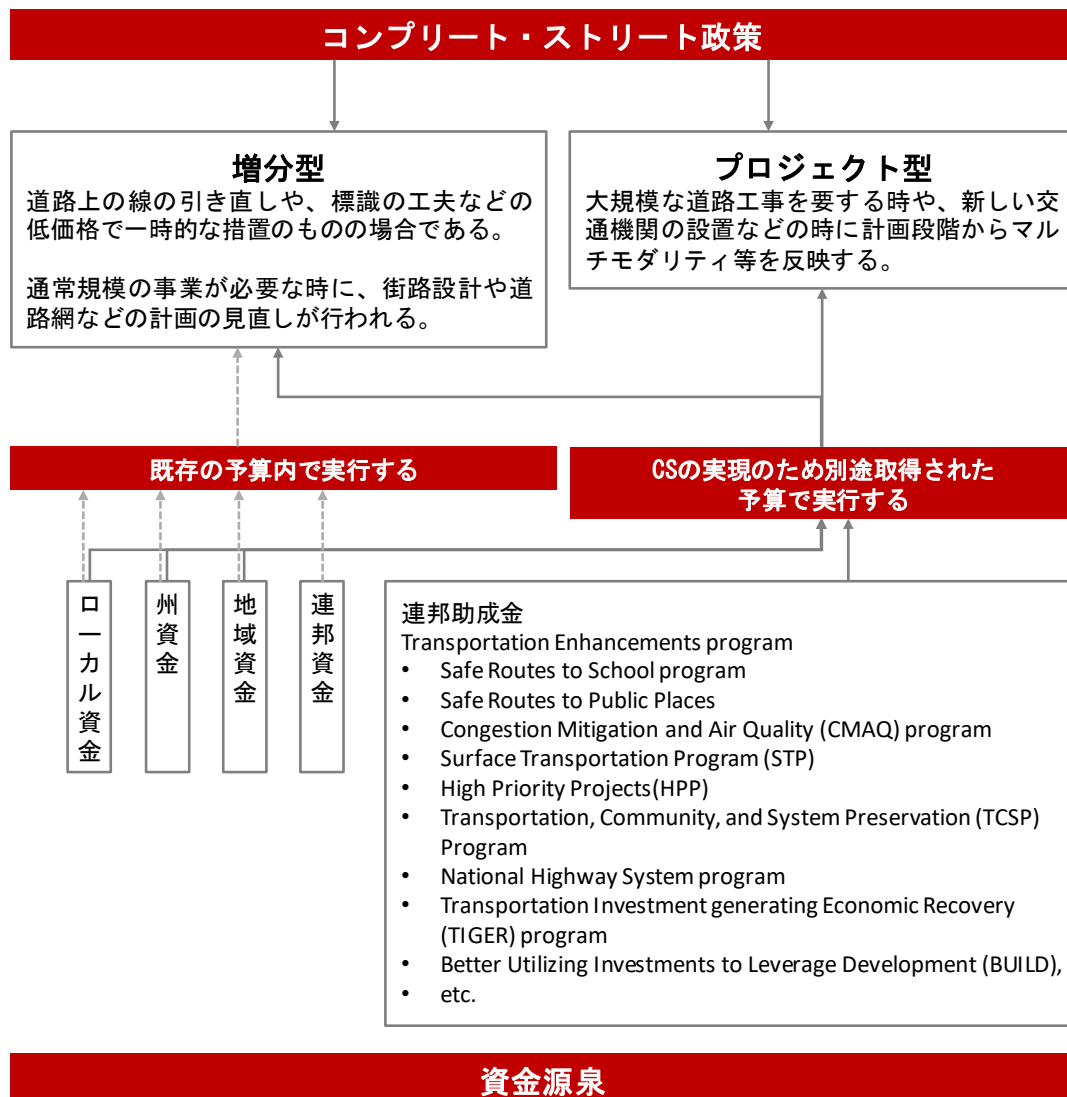 コンプリート・ストリート政策
増分型
道路上の線の引き直しや、標識の工夫などの
低価格で一時的な措置のものの場合である。
通常規模の事業が必要な時に、街路設計や道
路網などの計画の見直しが行われる。
プロジェクト型
大規模な道路工事を要する時や、新しい交
通機関の設置などの時に計画段階からマル
チモダリティ等を反映する。
既存の予算内で実行する
CSの実現のため別途取得された
予算で実行する
ローカル資金
州資金
地域資金
連邦資金
連邦助成金
Transportation Enhancements program
• Safe Routes to School program
• Safe Routes to Public Places
• Congestion Mitigation and Air Quality (CMAQ) program
• Surface Transportation Program (STP)
• High Priority Projects(HPP)
• Transportation, Community, and System Preservation (TCSP)
Program
• National Highway System program
• Transportation Investment generating Economic Recovery
(TIGER) program
• Better Utilizing Investments to Leverage Development (BUILD),
• etc.
資金源泉